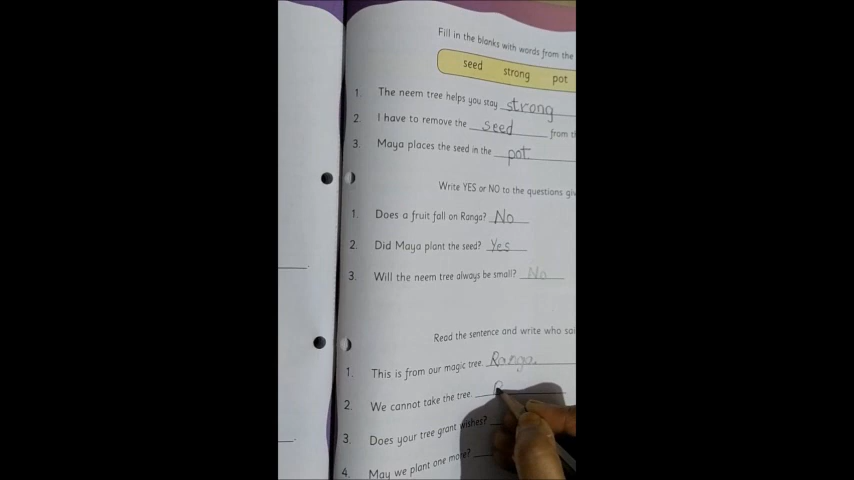 Fill in the blanks with words from the
seed strong pot
1. The neem tree helps you stay strong
2. I have to remove the seed from th
3. Maya places the seed in the pot
Write YES or NO to the questions giv
1. Does a fruit fall on Ranga? No
2. Did Maya plant the seed? Yes
3. Will the neem tree always be small? No
Read the sentence and write who sai
1. This is from our magic tree. Ranga.
2. We cannot take the tree.
3. Does your tree grant wishes?
4. May we plant one more?